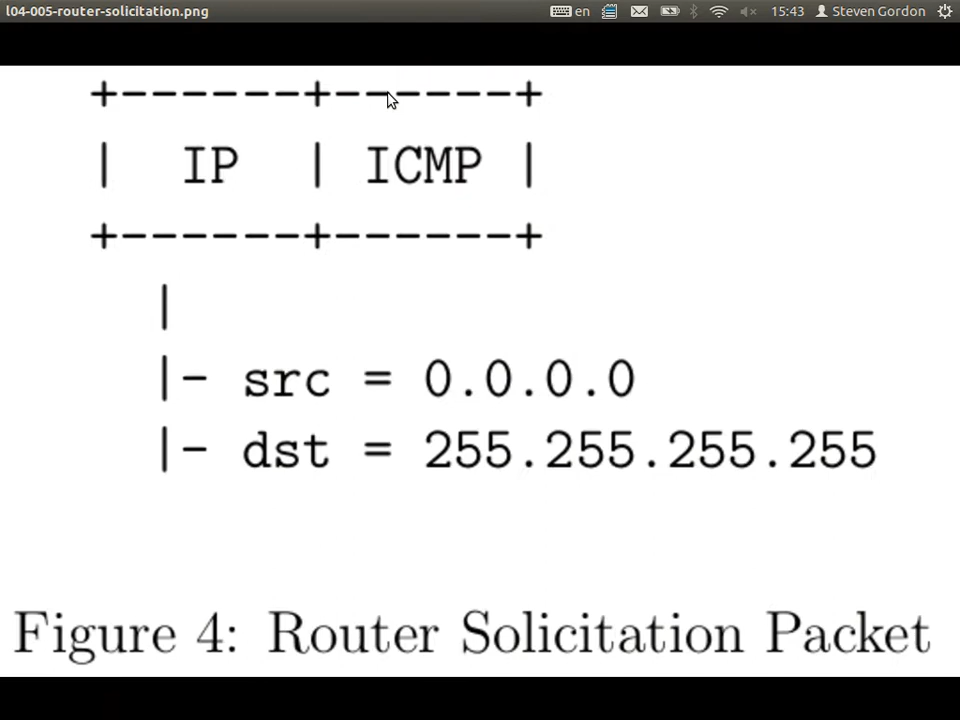 l04-005-router-solicitation.png en 15:43 Steven Gordon
+------+------+
|  IP  | ICMP |
+------+------+
|
|- src = 0.0.0.0
|- dst = 255.255.255.255
Figure 4: Router Solicitation Packet